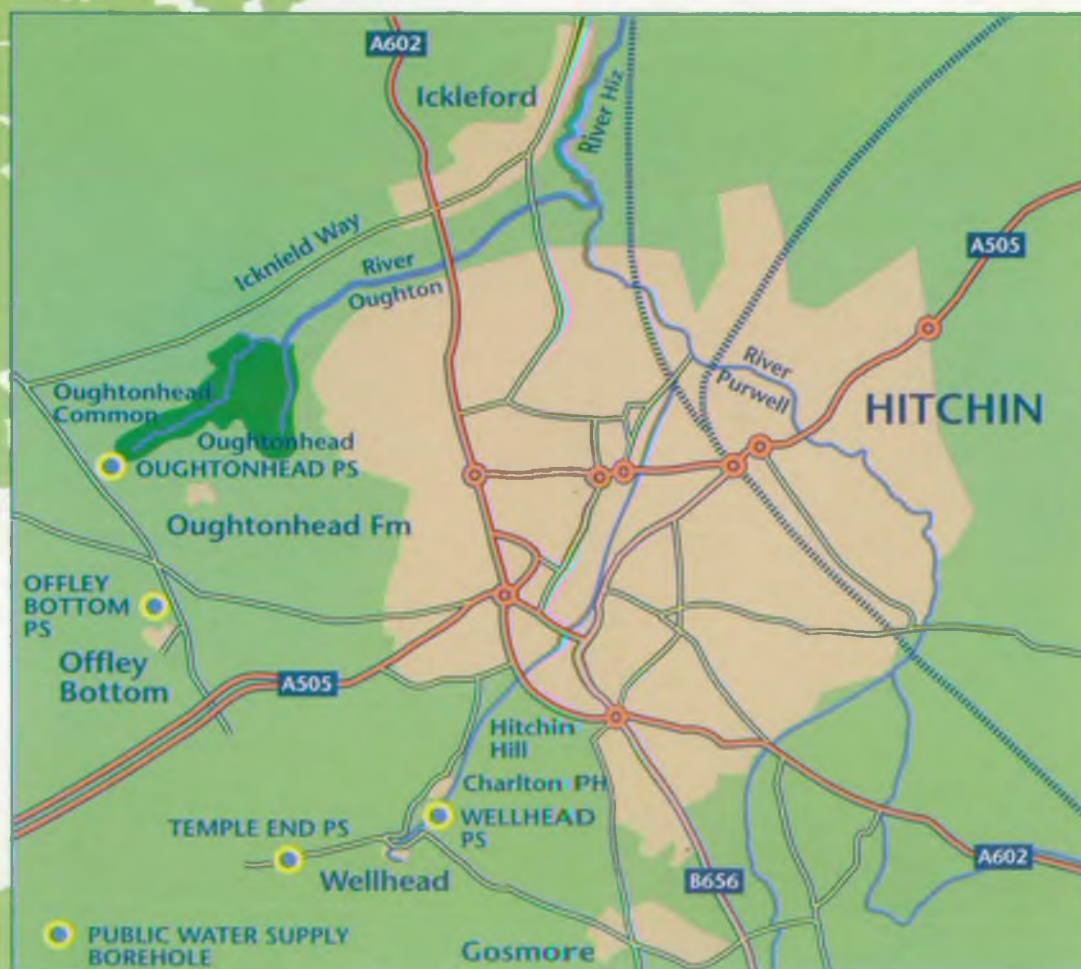 A602
Ickleford
River Hiz
A505
Icknield Way
River
Oughton
Oughtonhead
Common
River
Purwell
HITCHIN
Oughtonhead
OUGHTONHEAD PS
Oughtonhead Fm
OFFLEY
BOTTOM
PS
Offley
Bottom
A505
Hitchin
Hill
Charlton PH
WELLHEAD
PS
TEMPLE END PS
Wellhead
A602
B656
PUBLIC WATER SUPPLY
BOREHOLE
Gosmore